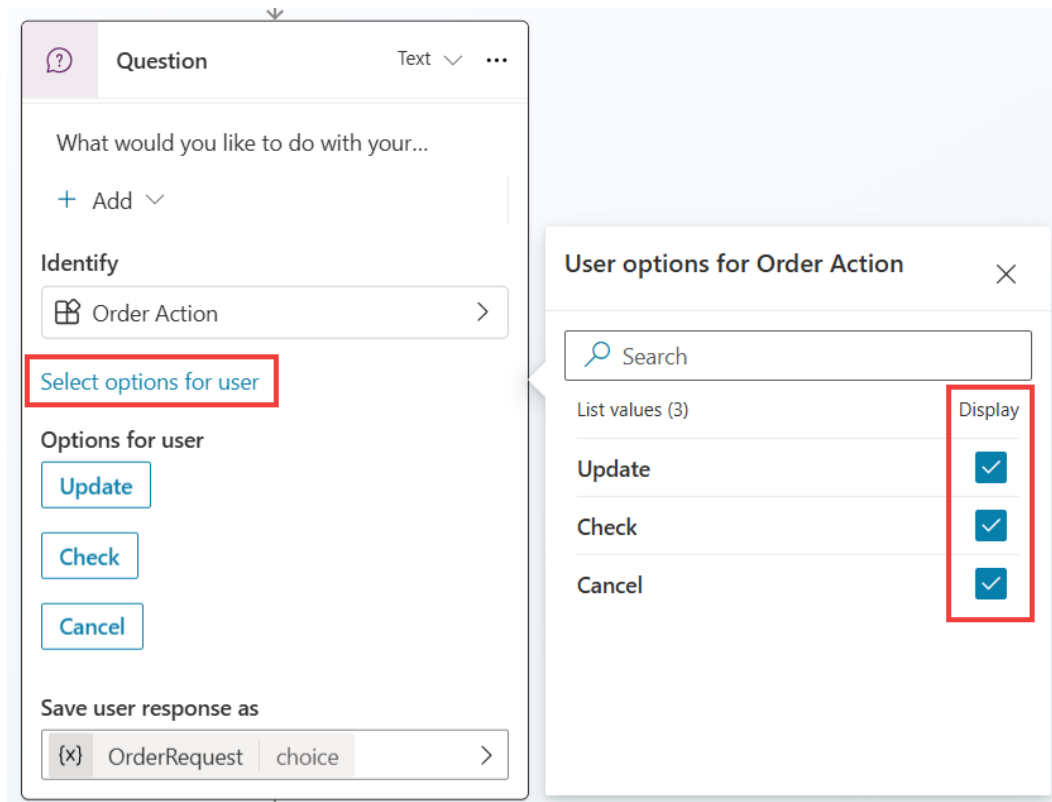 Question
Text
What would you like to do with your...
+ Add
Identify
Order Action
Select options for user
Options for user
Update
Check
Cancel
Save user response as
{x} OrderRequest choice
User options for Order Action
Search
List values (3)
Display
Update
Check
Cancel